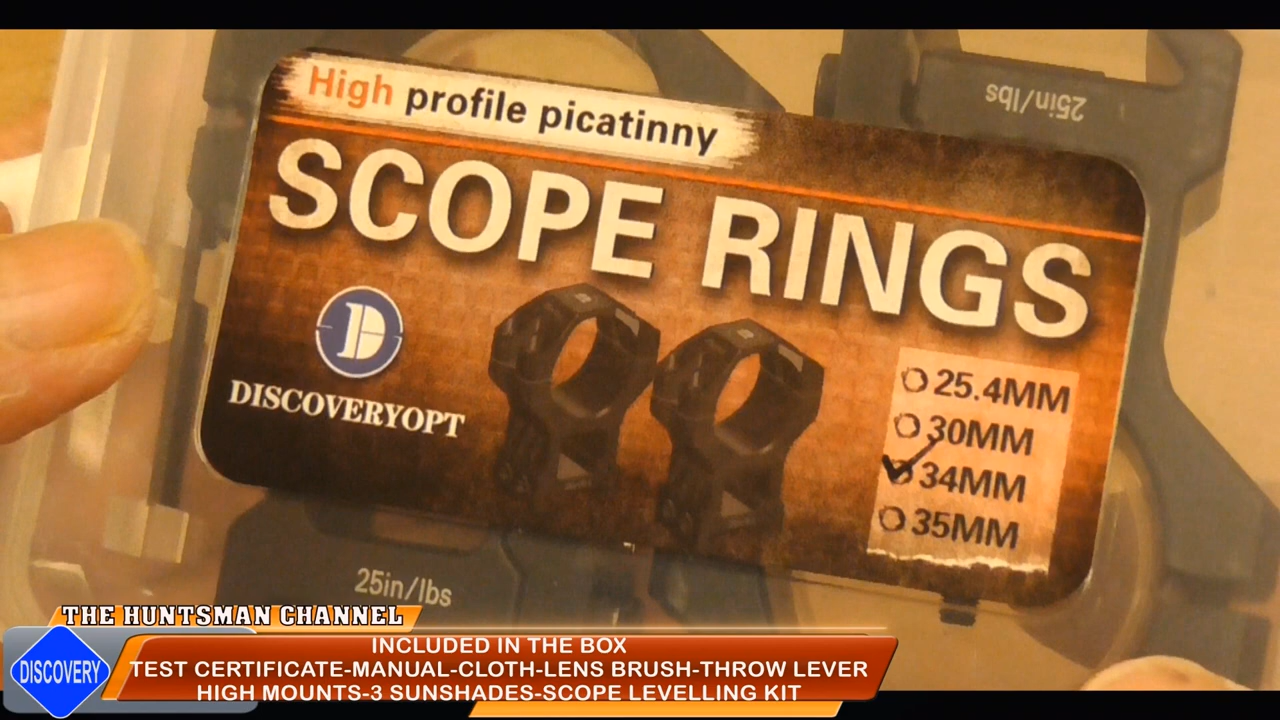 25in/lbs
High profile picatinny
SCOPE RINGS
DISCOVERYOPT
25.4MM
30MM
34MM
35MM
25in/lbs
THE HUNTSMAN CHANNEL
DISCOVERY
INCLUDED IN THE BOX
TEST CERTIFICATE-MANUAL-CLOTH-LENS BRUSH-THROW LEVER
HIGH MOUNTS-3 SUNSHADES-SCOPE LEVELLING KIT